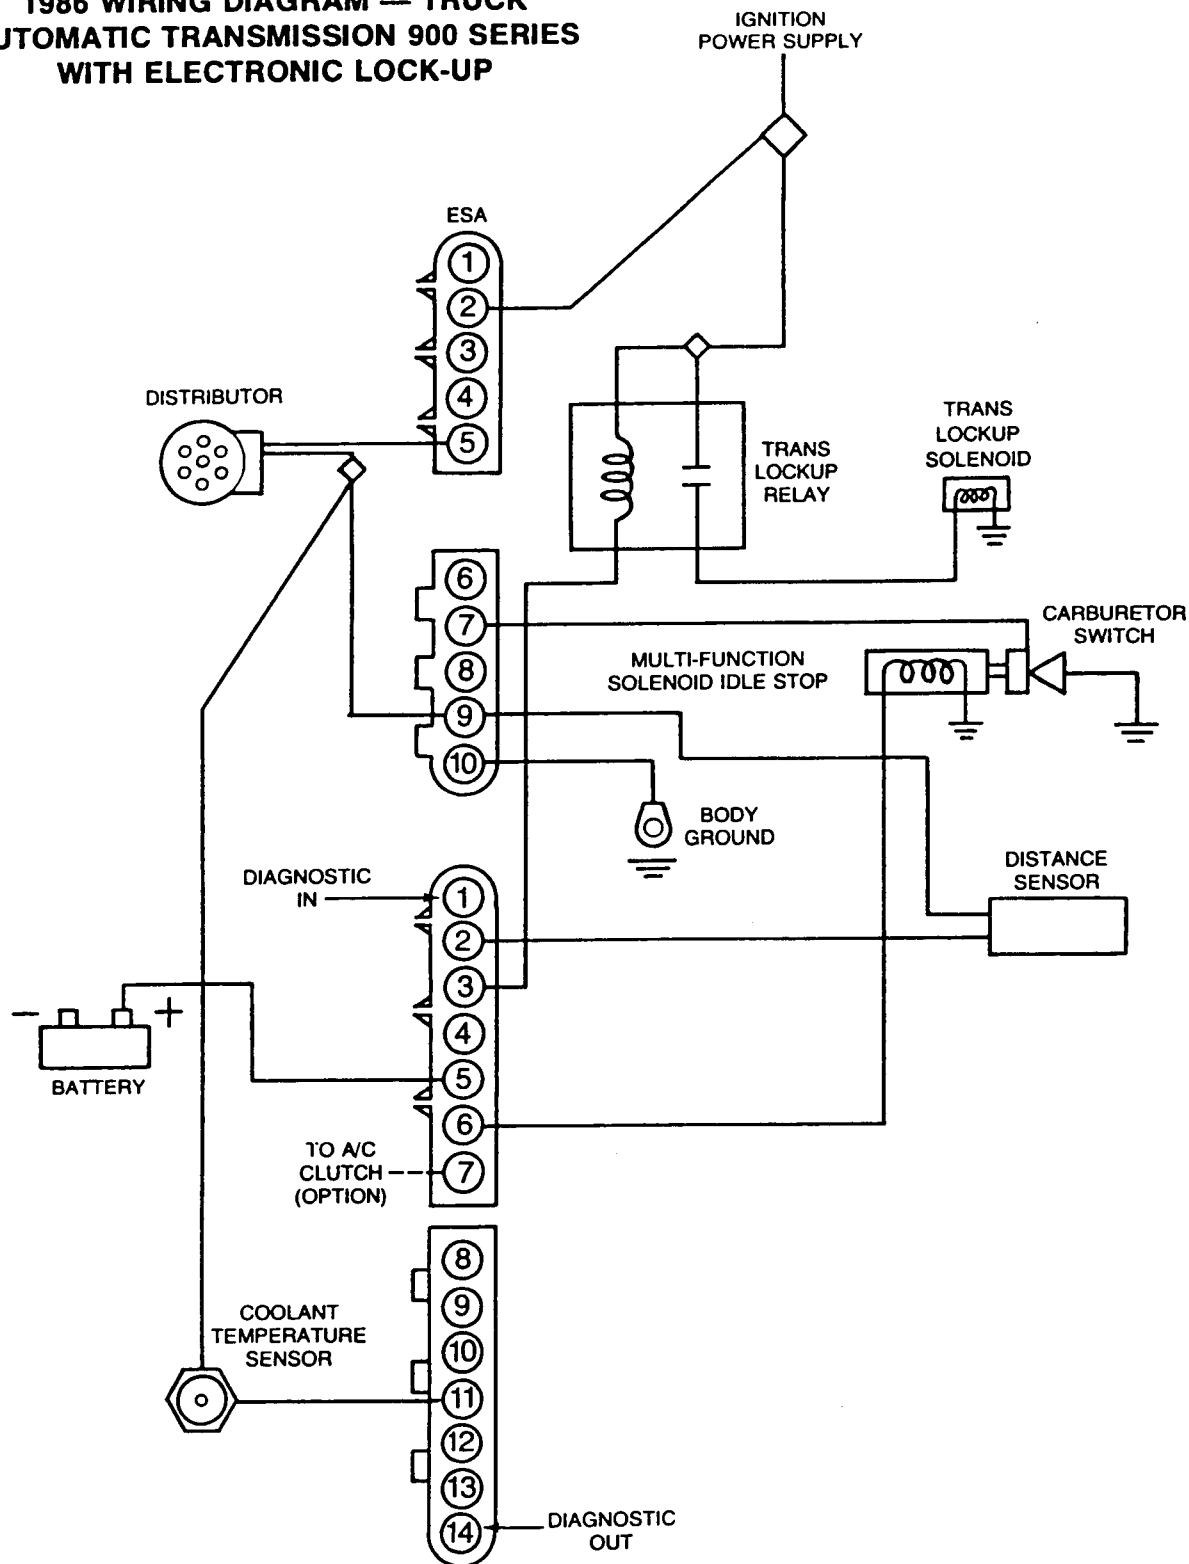 1986 WIRING DIAGRAM — TRUCK
UTOMATIC TRANSMISSION 900 SERIES
WITH ELECTRONIC LOCK-UP
IGNITION
POWER SUPPLY
ESA
1
2
3
4
5
DISTRIBUTOR
TRANS
LOCKUP
RELAY
TRANS
LOCKUP
SOLENOID
6
7
8
9
10
CARBURETOR
SWITCH
MULTI-FUNCTION
SOLENOID IDLE STOP
BODY
GROUND
DISTANCE
SENSOR
DIAGNOSTIC
IN
1
2
3
4
5
6
7
− +
BATTERY
TO A/C
CLUTCH
(OPTION)
8
9
10
11
12
13
14
COOLANT
TEMPERATURE
SENSOR
DIAGNOSTIC
OUT